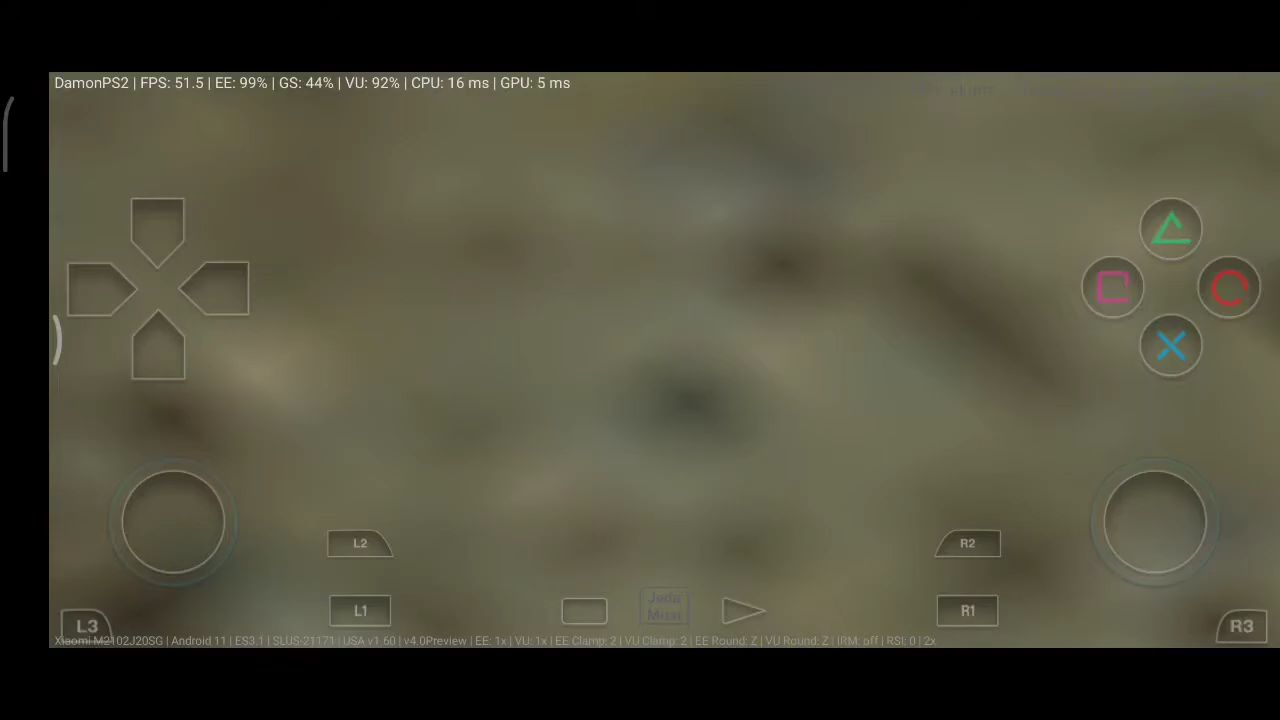 DamonPS2 | FPS: 51.5 | EE: 99% | GS: 44% | VU: 92% | CPU: 16 ms | GPU: 5 ms
L2
R2
L1
Jeda
R1
L3
R3
Xiaomi M2102J20SG | Android 11 | ES3.1 | SLUS-21171 | USA v1.60 | v4.0Preview | EE: 1x | VU: 1x | EE Clamp: 2 | VU Clamp: 2 | EE Round: Z | VU Round: Z | IRM: off | RSI: 0 | 2x